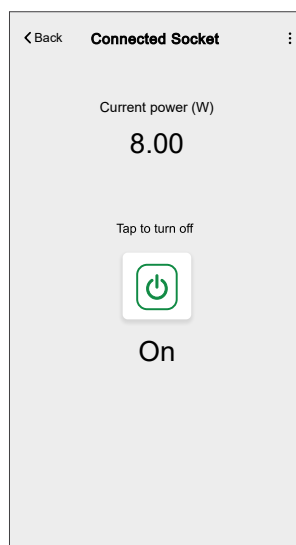 Back Connected Socket
Current power (W)
8.00
Tap to turn off
On